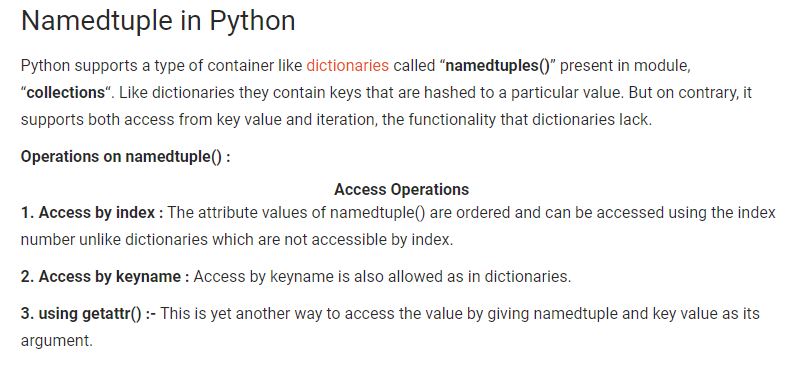 Namedtuple in Python
Python supports a type of container like dictionaries called “namedtuples()” present in module,
“collections“. Like dictionaries they contain keys that are hashed to a particular value. But on contrary, it
supports both access from key value and iteration, the functionality that dictionaries lack.
Operations on namedtuple() :
Access Operations
1. Access by index : The attribute values of namedtuple() are ordered and can be accessed using the index
number unlike dictionaries which are not accessible by index.
2. Access by keyname : Access by keyname is also allowed as in dictionaries.
3. using getattr() :- This is yet another way to access the value by giving namedtuple and key value as its
argument.